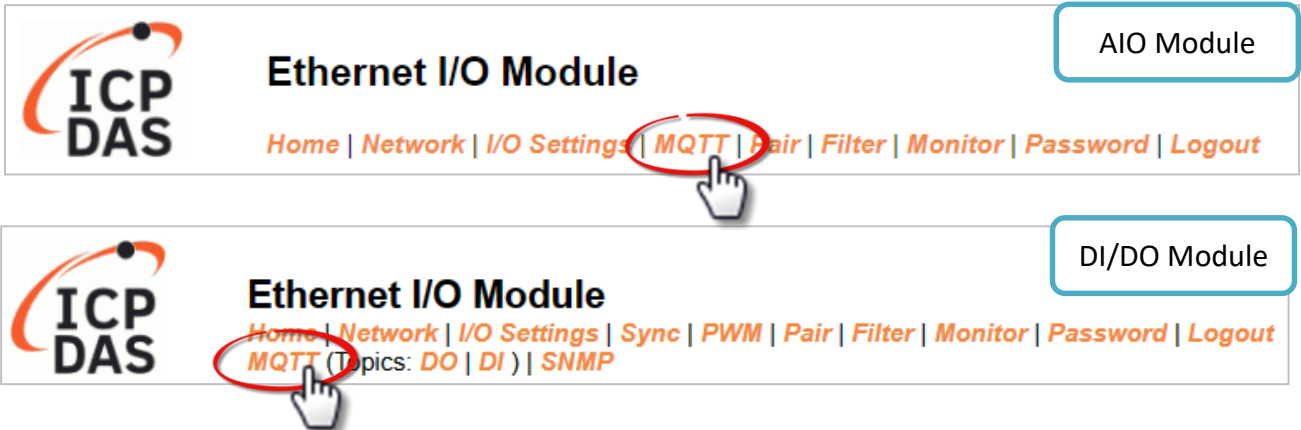 ICP
DAS
Ethernet I/O Module
AIO Module
Home | Network | I/O Settings | MQTT | Pair | Filter | Monitor | Password | Logout
ICP
DAS
Ethernet I/O Module
DI/DO Module
Home | Network | I/O Settings | Sync | PWM | Pair | Filter | Monitor | Password | Logout
MQTT (Topics: DO | DI ) | SNMP